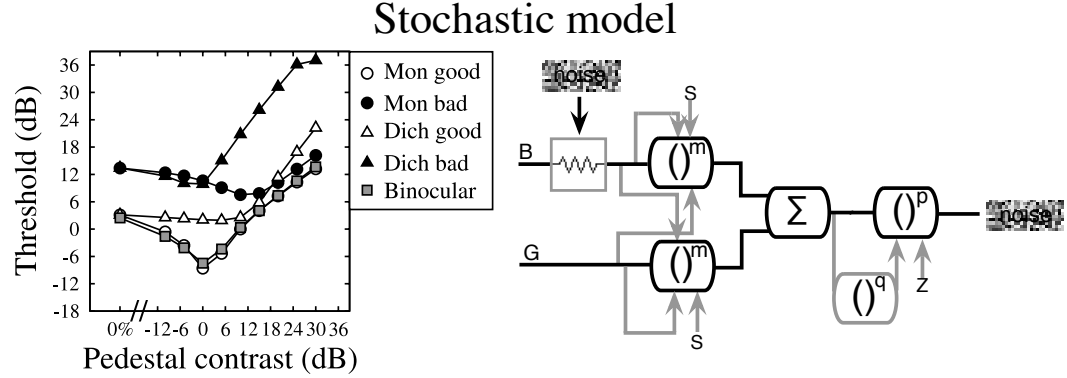 Stochastic model
Threshold (dB)
36
30
24
18
12
6
0
-6
-12
-18
0% -12 -6 0 6 12 18 24 30 36
Pedestal contrast (dB)
Mon good
Mon bad
Dich good
Dich bad
Binocular
noise
S
B
()m
Σ
()p
noise
G
()m
()q
Z
S